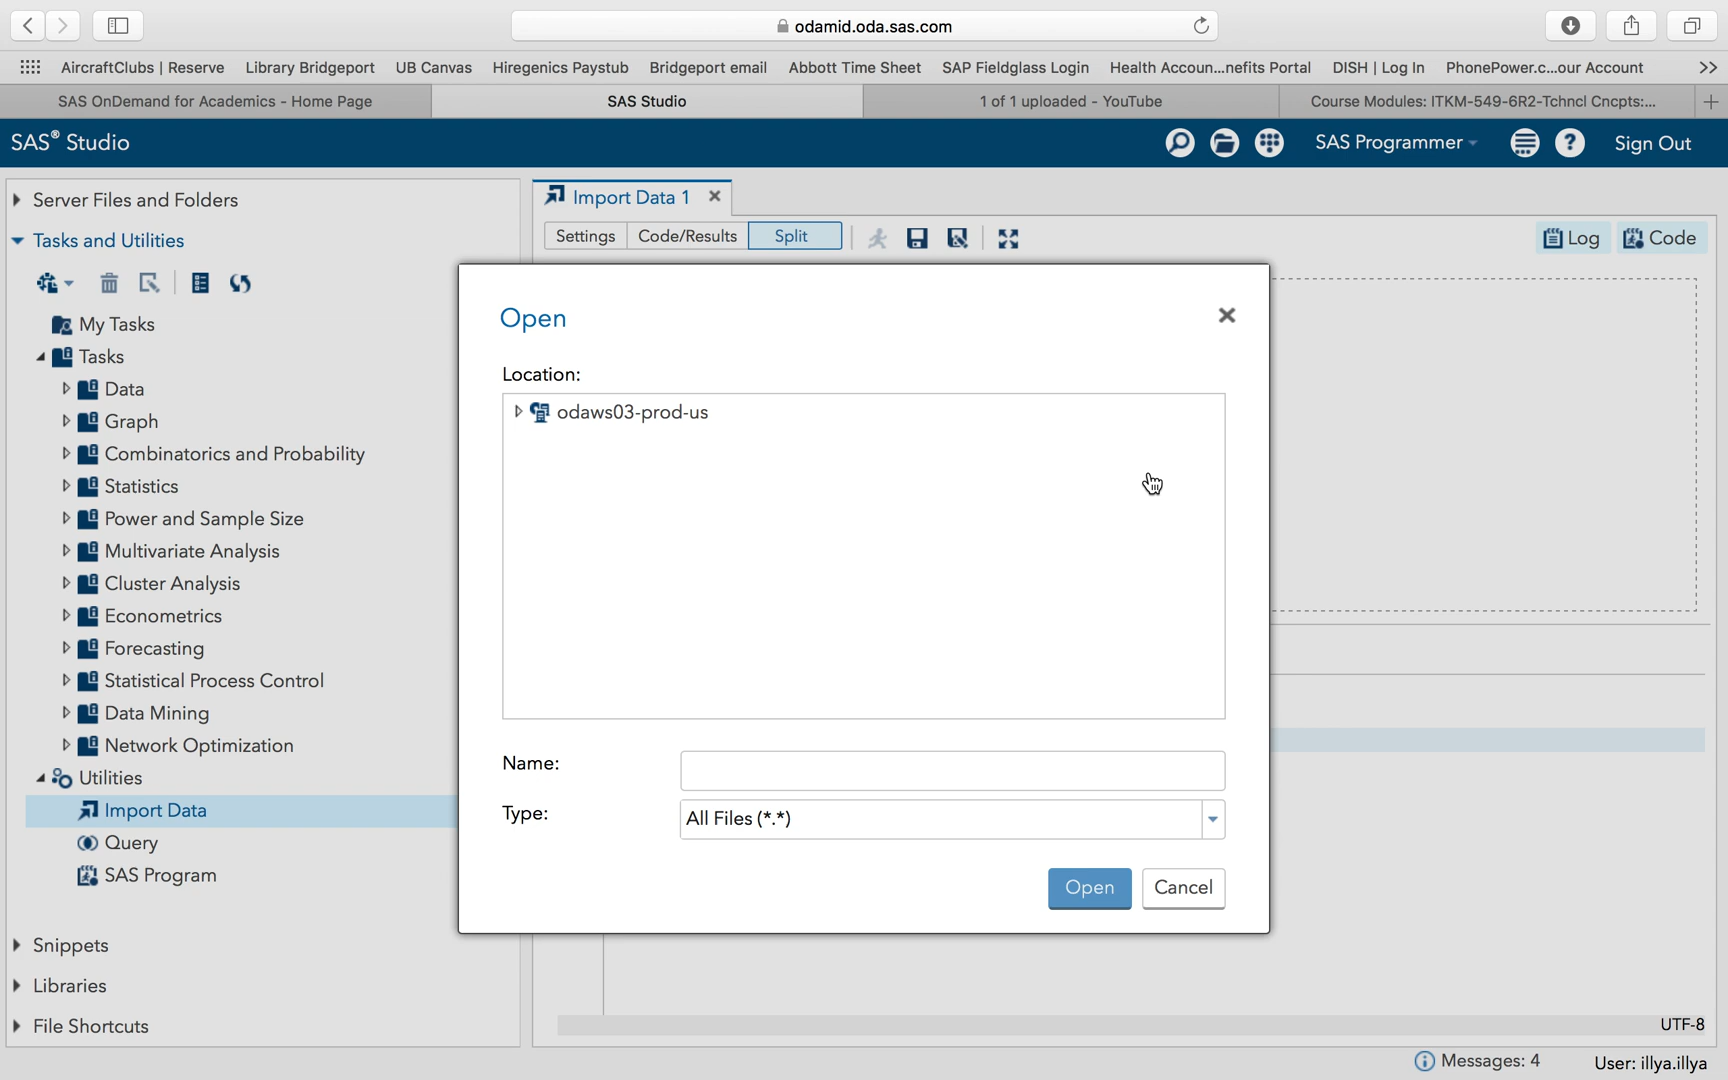 odamid.oda.sas.com
AircraftClubs | Reserve Library Bridgeport UB Canvas Hiregenics Paystub Bridgeport email Abbott Time Sheet SAP Fieldglass Login Health Accoun...nefits Portal DISH | Log In PhonePower.c...our Account >>
SAS OnDemand for Academics - Home Page SAS Studio 1 of 1 uploaded - YouTube Course Modules: ITKM-549-6R2-Tchncl Cncpts:... +
SAS® Studio SAS Programmer ? Sign Out
Server Files and Folders
Tasks and Utilities
My Tasks
Tasks
Data
Graph
Combinatorics and Probability
Statistics
Power and Sample Size
Multivariate Analysis
Cluster Analysis
Econometrics
Forecasting
Statistical Process Control
Data Mining
Network Optimization
Utilities
Import Data
Query
SAS Program
Snippets
Libraries
File Shortcuts
Import Data 1
Settings Code/Results Split Log Code
Open
Location:
odaws03-prod-us
Name:
Type: All Files (*.*)
Open Cancel
UTF-8
Messages: 4 User: illya.illya